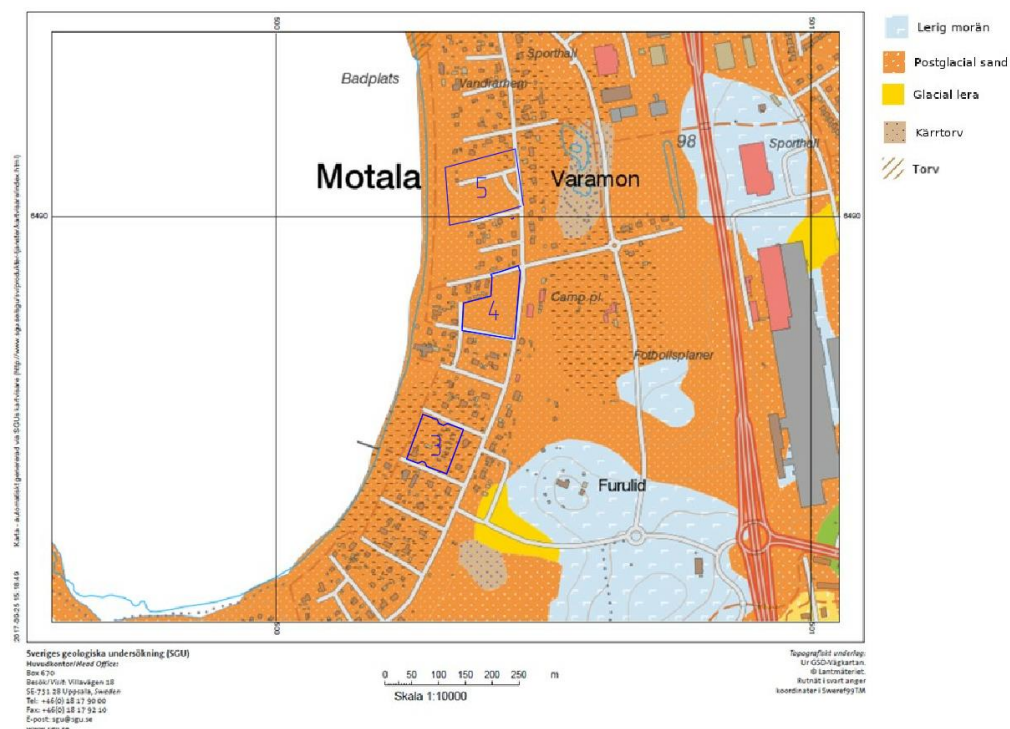 Lerig morän
Postglacial sand
Glacial lera
Kärrtorv
Torv
Badplats
Sporthall
Vandrarhem
Motala
5
Varamon
98
Sporthall
6490
6490
4
Camp.pl.
Fotbollsplaner
3
Furulid
Sveriges geologiska undersökning (SGU)
Huvudkontor/Head Office:
Box 670
Besök/Visit: Villavägen 18
SE-751 28 Uppsala, Sweden
Tel: +46(0) 18 17 90 00
Fax: +46(0) 18 17 92 10
E-post: sgu@sgu.se
www.sgu.se
0 50 100 150 200 250 m
Skala 1:10000
Topografiskt underlag:
Ur GSD-Vägkartan.
© Lantmäteriet.
Rutnät i svart anger
koordinater i Sweref99TM